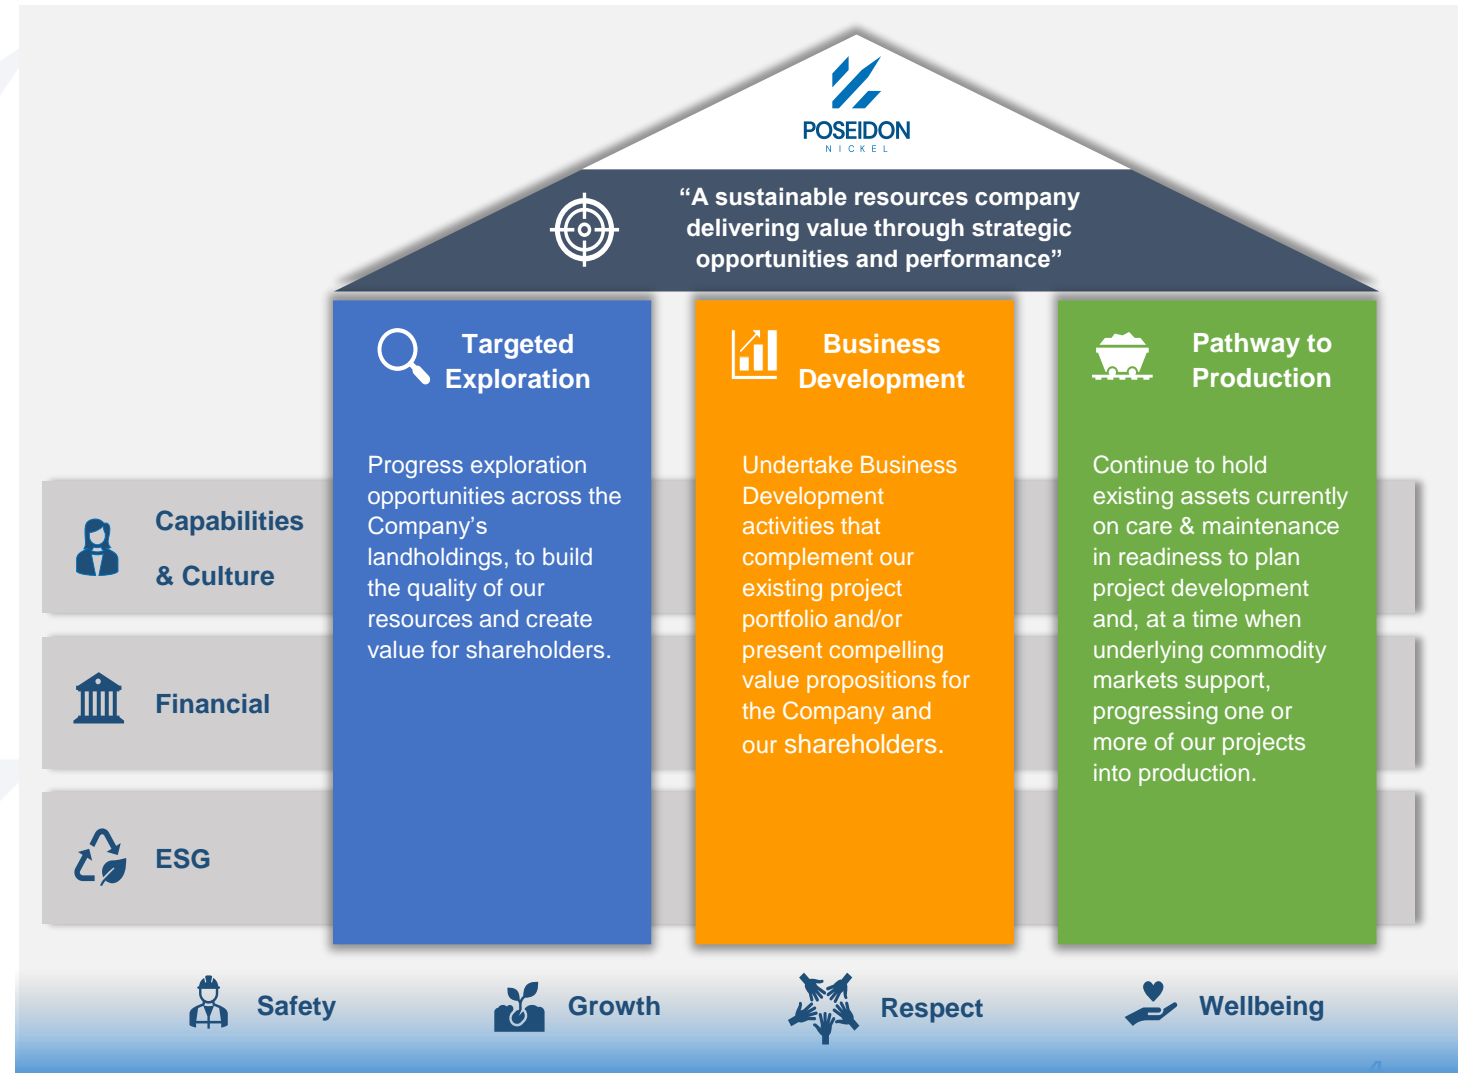 POSEIDON
NICKEL
“A sustainable resources company
delivering value through strategic
opportunities and performance”
Targeted
Exploration
Progress exploration
opportunities across the
Company’s
landholdings, to build
the quality of our
resources and create
value for shareholders.
Business
Development
Undertake Business
Development
activities that
complement our
existing project
portfolio and/or
present compelling
value propositions for
the Company and
our shareholders.
Pathway to
Production
Continue to hold
existing assets currently
on care & maintenance
in readiness to plan
project development
and, at a time when
underlying commodity
markets support,
progressing one or
more of our projects
into production.
Capabilities
& Culture
Financial
ESG
Safety
Growth
Respect
Wellbeing